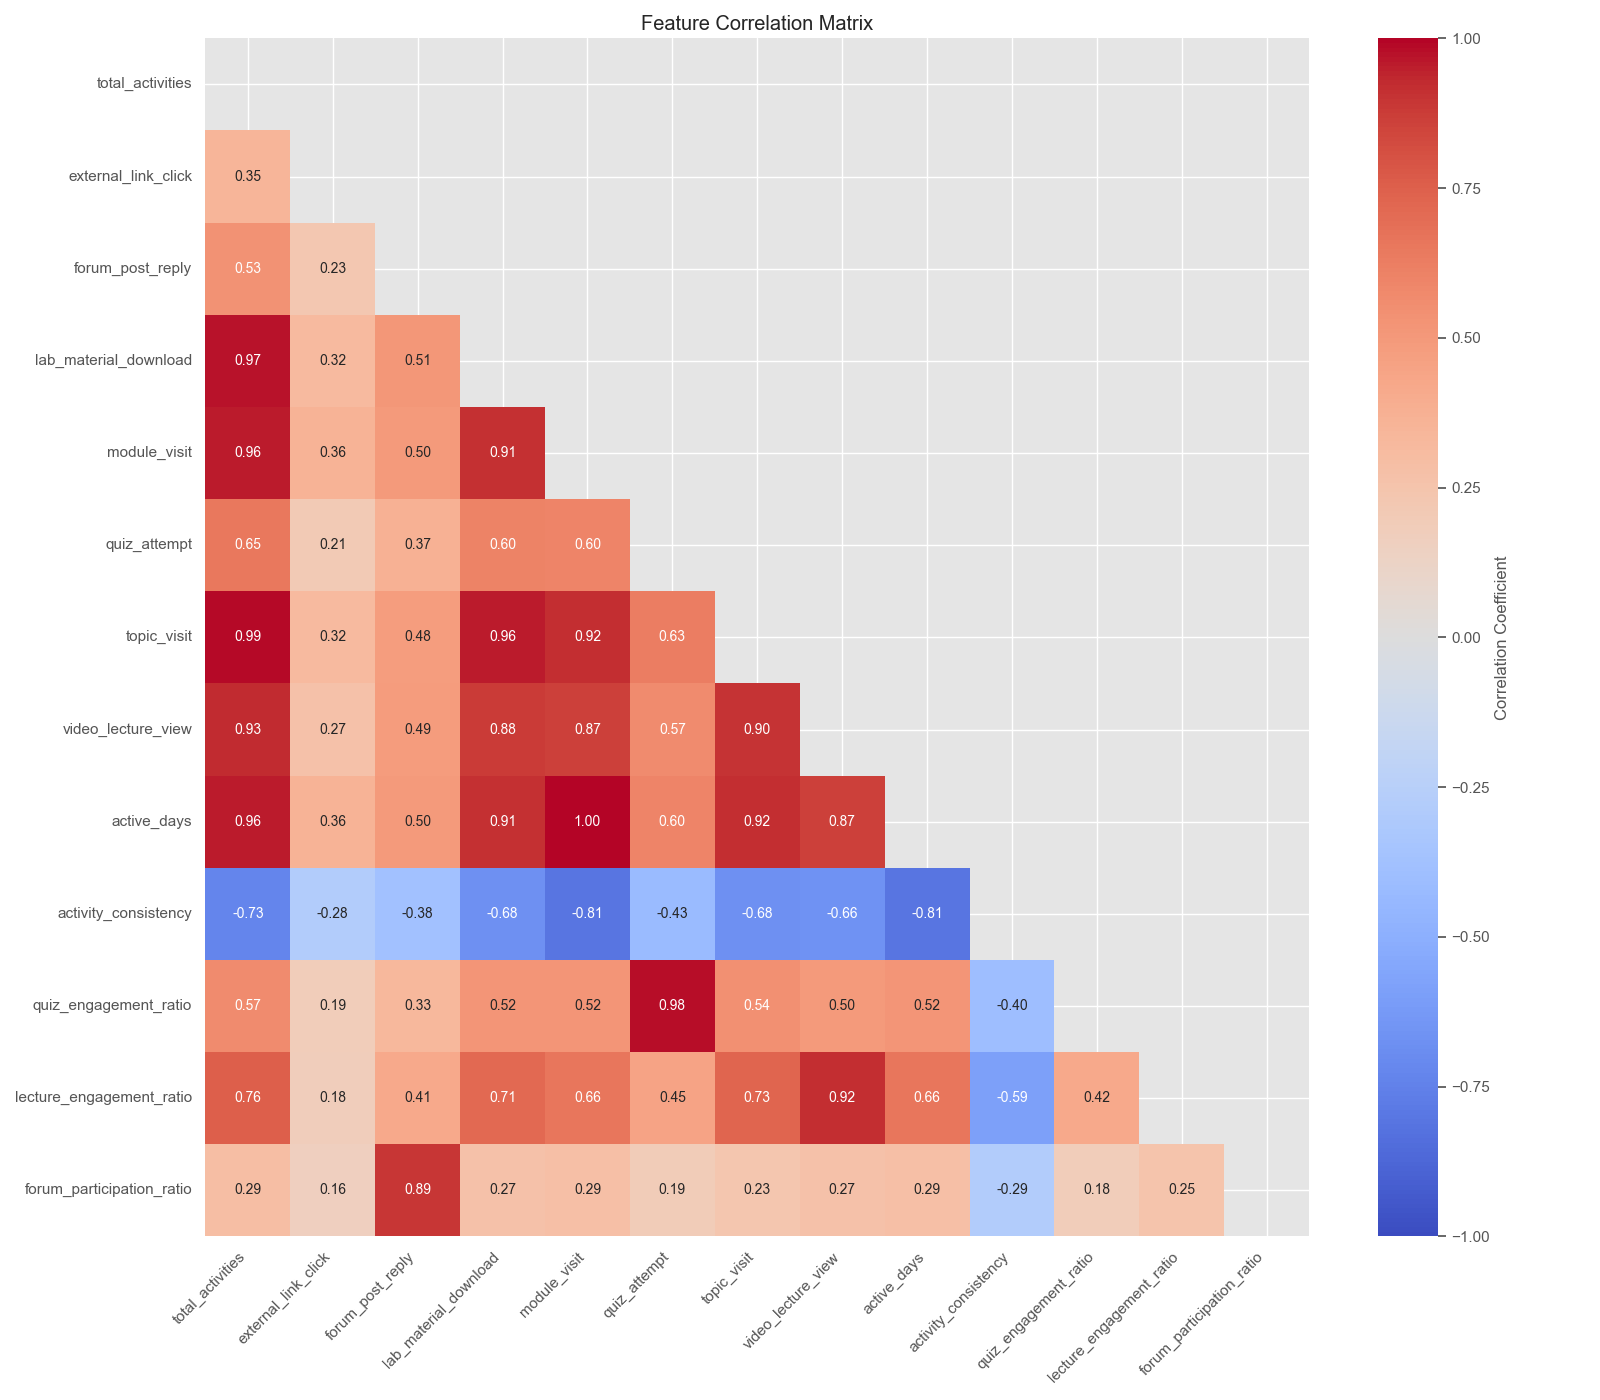 Feature Correlation Matrix
total_activities
external_link_click 0.35
forum_post_reply 0.53 0.23
lab_material_download 0.97 0.32 0.51
module_visit 0.96 0.36 0.50 0.91
quiz_attempt 0.65 0.21 0.37 0.60 0.60
topic_visit 0.99 0.32 0.48 0.96 0.92 0.63
video_lecture_view 0.93 0.27 0.49 0.88 0.87 0.57 0.90
active_days 0.96 0.36 0.50 0.91 1.00 0.60 0.92 0.87
activity_consistency -0.73 -0.28 -0.38 -0.68 -0.81 -0.43 -0.68 -0.66 -0.81
quiz_engagement_ratio 0.57 0.19 0.33 0.52 0.52 0.98 0.54 0.50 0.52 -0.40
lecture_engagement_ratio 0.76 0.18 0.41 0.71 0.66 0.45 0.73 0.92 0.66 -0.59 0.42
forum_participation_ratio 0.29 0.16 0.89 0.27 0.29 0.19 0.23 0.27 0.29 -0.29 0.18 0.25
total_activities
external_link_click
forum_post_reply
lab_material_download
module_visit
quiz_attempt
topic_visit
video_lecture_view
active_days
activity_consistency
quiz_engagement_ratio
lecture_engagement_ratio
forum_participation_ratio
1.00
0.75
0.50
0.25
0.00
−0.25
−0.50
−0.75
−1.00
Correlation Coefficient